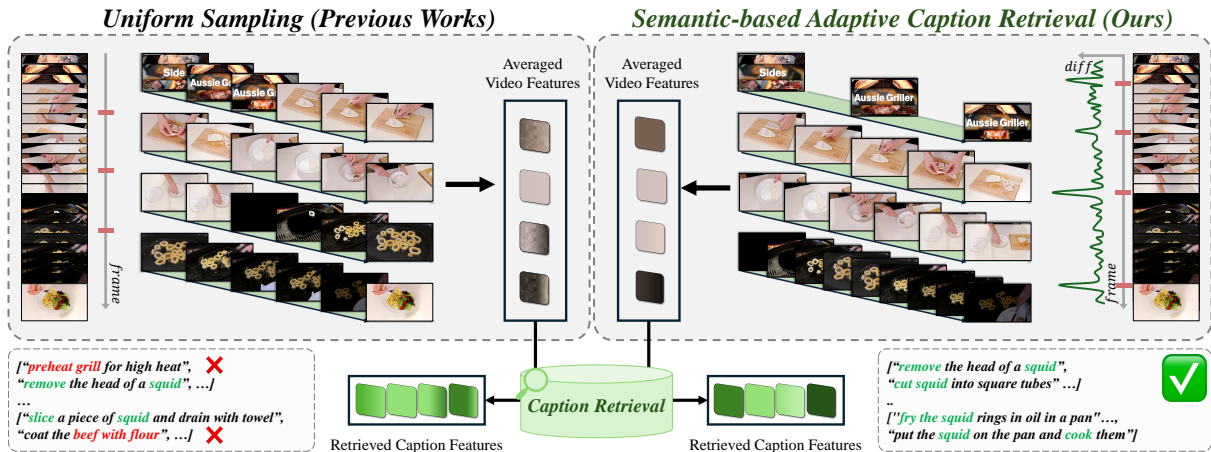 Uniform Sampling (Previous Works)
Semantic-based Adaptive Caption Retrieval (Ours)
frame
Sides
Aussie Gr
Aussie Gri
Averaged
Video Features
Averaged
Video Features
Sides
Aussie Griller
Aussie Griller
diff
frame
["preheat grill for high heat",
"remove the head of a squid", …]
…
["slice a piece of squid and drain with towel",
"coat the beef with flour", …]
Retrieved Caption Features
Caption Retrieval
Retrieved Caption Features
["remove the head of a squid",
"cut squid into square tubes" …]
..
["fry the squid rings in oil in a pan"…,
"put the squid on the pan and cook them"]